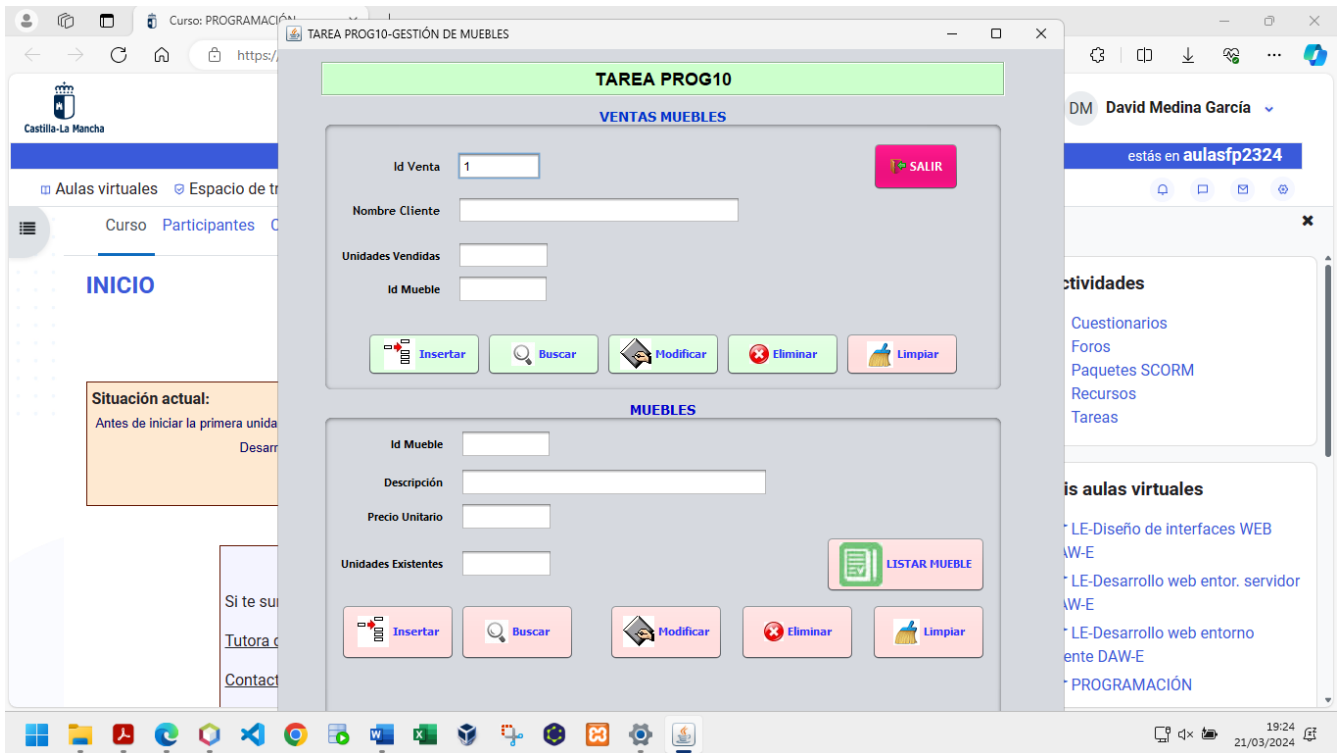 Curso: PROGRAMACIÓN
TAREA PROG10-GESTIÓN DE MUEBLES
https:/
TAREA PROG10
Castilla-La Mancha
DM David Medina García
VENTAS MUEBLES
estás en aulasfp2324
Id Venta 1
SALIR
Aulas virtuales
Espacio de tr
Nombre Cliente
Curso Participantes C
Unidades Vendidas
Id Mueble
INICIO
ctividades
Cuestionarios
Foros
Paquetes SCORM
Recursos
Tareas
Insertar Buscar Modificar Eliminar Limpiar
Situación actual:
Antes de iniciar la primera unida
Desarr
MUEBLES
Id Mueble
Descripción
Precio Unitario
Unidades Existentes
LISTAR MUEBLE
is aulas virtuales
LE-Diseño de interfaces WEB
AW-E
LE-Desarrollo web entor. servidor
AW-E
LE-Desarrollo web entorno
ente DAW-E
PROGRAMACIÓN
Insertar Buscar Modificar Eliminar Limpiar
Si te sur
Tutora d
Contact
19:24
21/03/2024